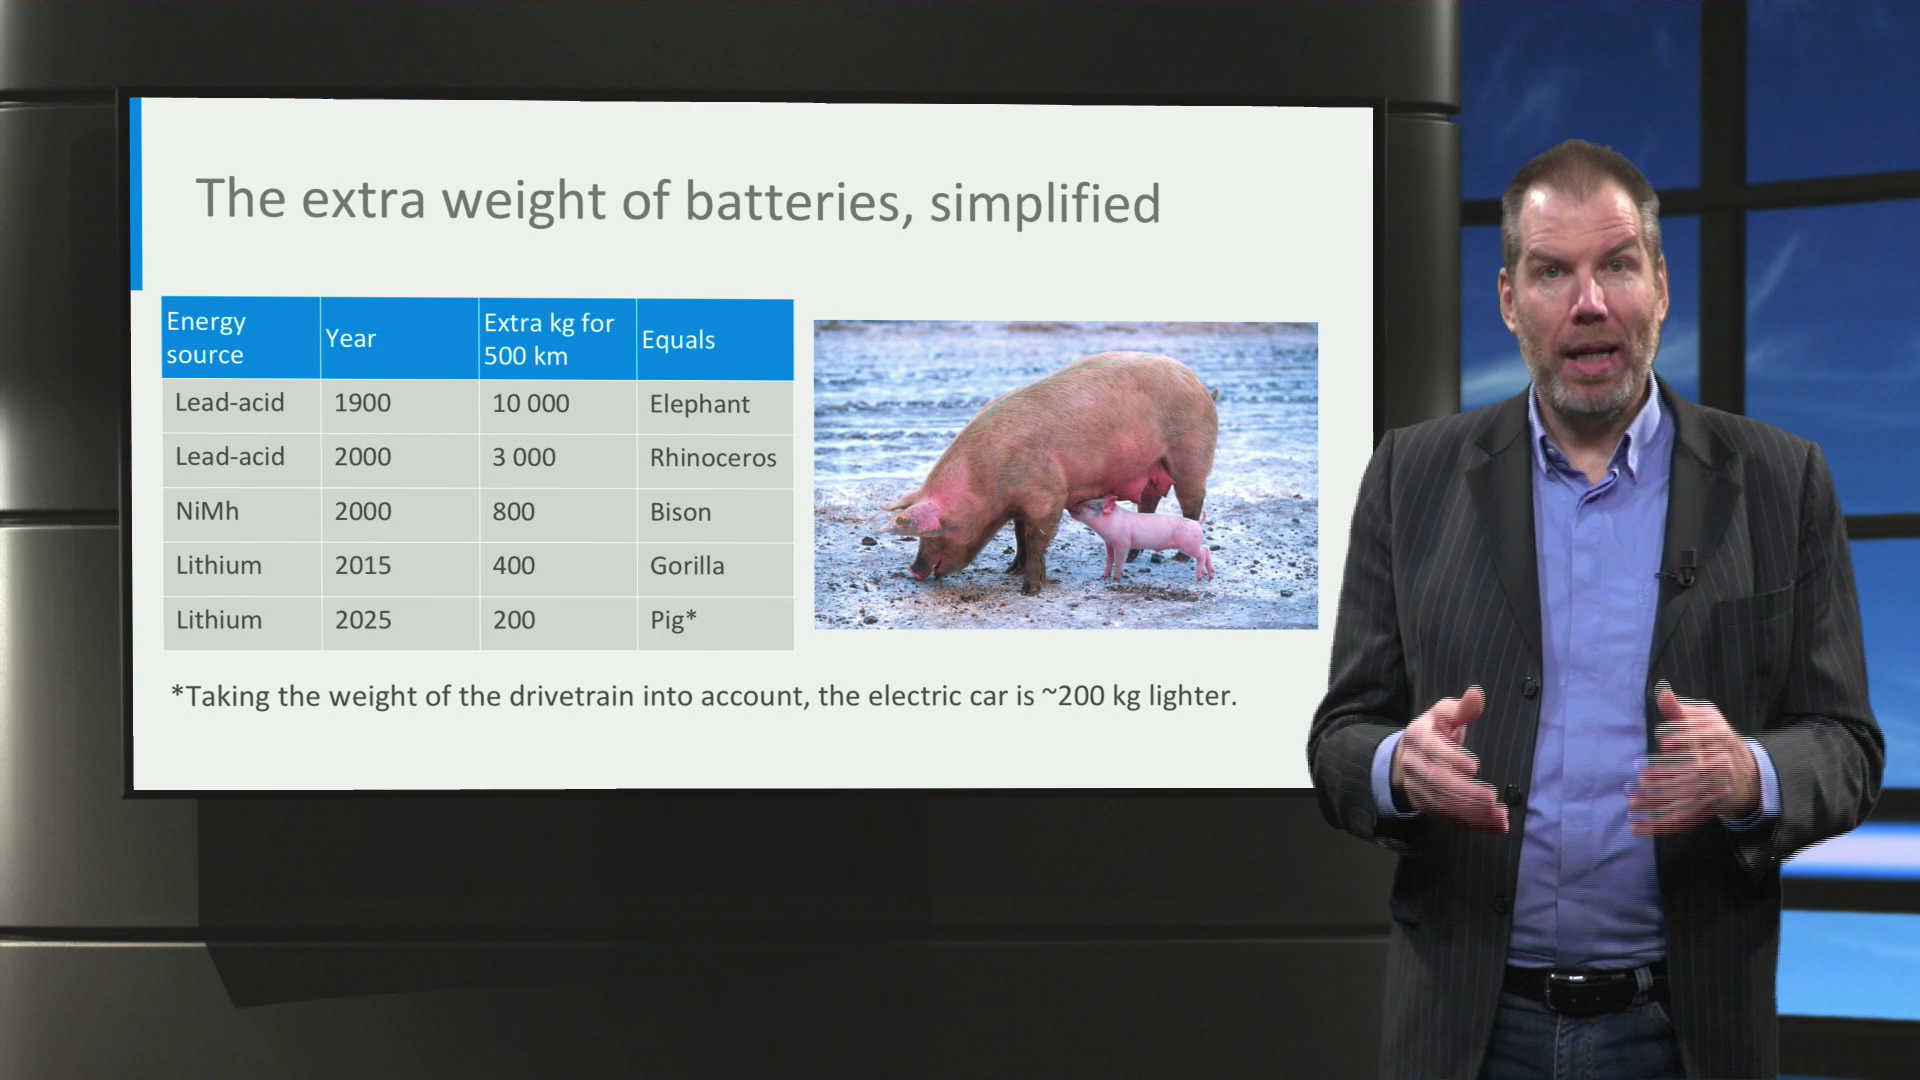 The extra weight of batteries, simplified
Energy source | Year | Extra kg for 500 km | Equals
Lead-acid | 1900 | 10 000 | Elephant
Lead-acid | 2000 | 3 000 | Rhinoceros
NiMh | 2000 | 800 | Bison
Lithium | 2015 | 400 | Gorilla
Lithium | 2025 | 200 | Pig*
*Taking the weight of the drivetrain into account, the electric car is ~200 kg lighter.